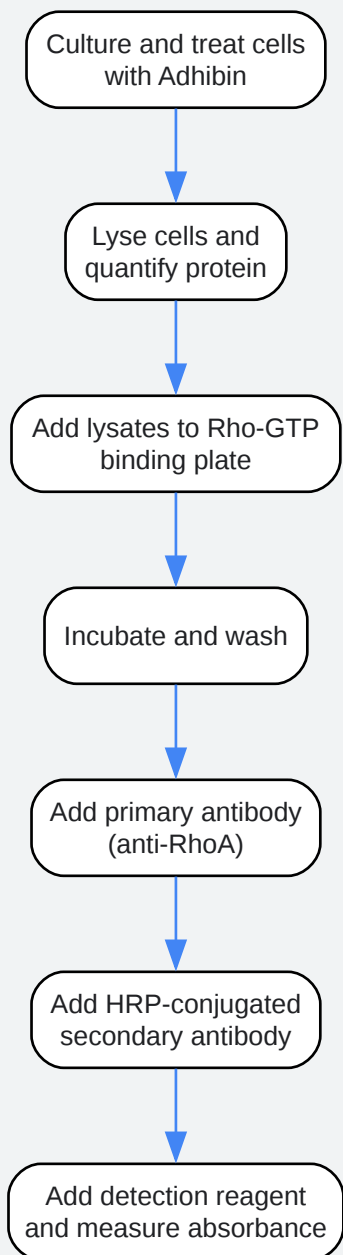 Culture and treat cells
with Adhibin
Lyse cells and
quantify protein
Add lysates to Rho-GTP
binding plate
Incubate and wash
Add primary antibody
(anti-RhoA)
Add HRP-conjugated
secondary antibody
Add detection reagent
and measure absorbance